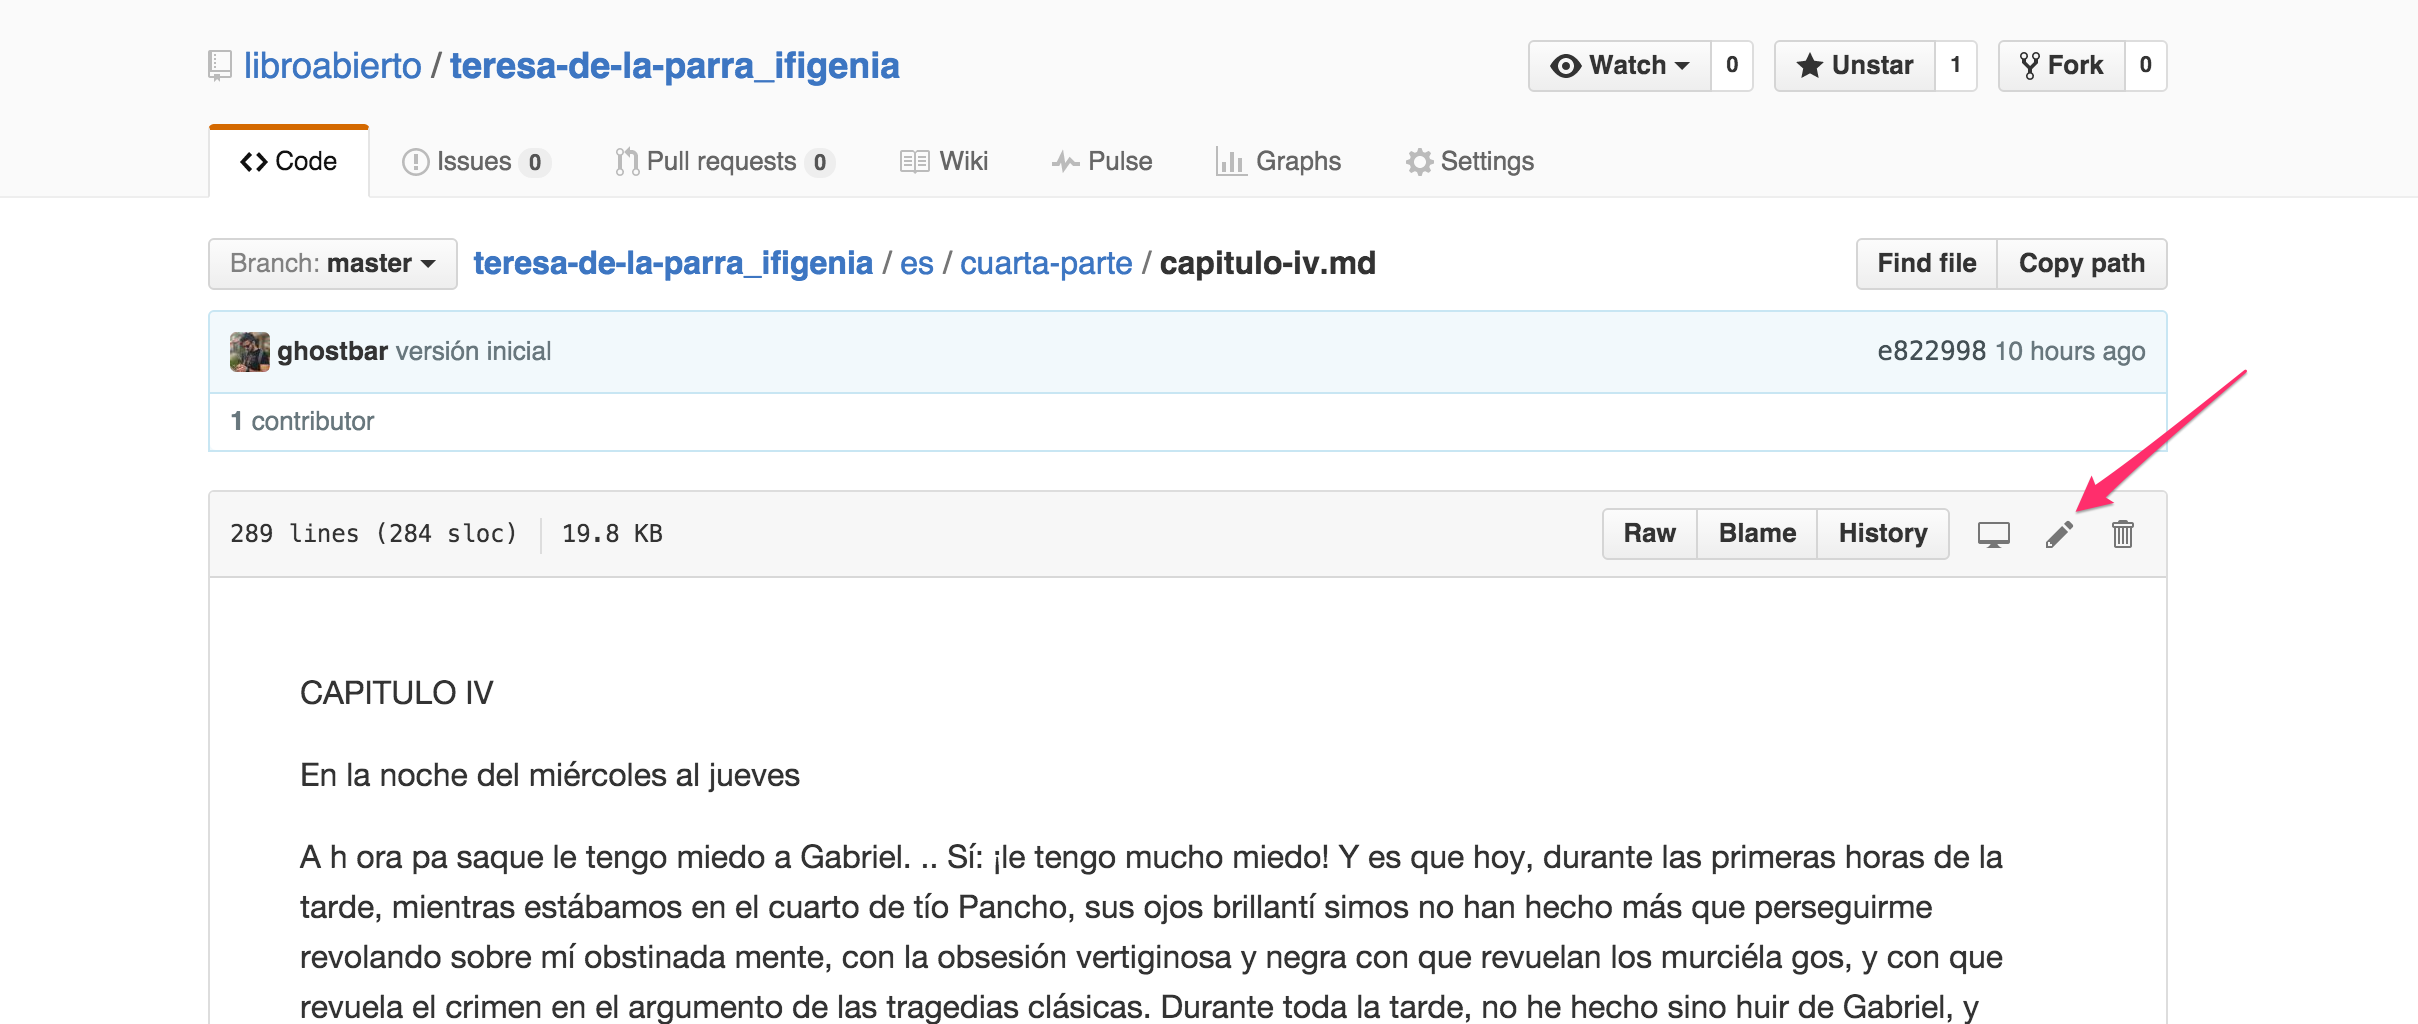 libroabierto / teresa-de-la-parra_ifigenia
Watch 0 Unstar 1 Fork 0
Code Issues 0 Pull requests 0 Wiki Pulse Graphs Settings
Branch: master teresa-de-la-parra_ifigenia / es / cuarta-parte / capitulo-iv.md Find file Copy path
ghostbar versión inicial e822998 10 hours ago
1 contributor
289 lines (284 sloc) 19.8 KB Raw Blame History
CAPITULO IV
En la noche del miércoles al jueves
A h ora pa saque le tengo miedo a Gabriel. .. Sí: ¡le tengo mucho miedo! Y es que hoy, durante las primeras horas de la
tarde, mientras estábamos en el cuarto de tío Pancho, sus ojos brillantí simos no han hecho más que perseguirme
revolando sobre mí obstinada mente, con la obsesión vertiginosa y negra con que revuelan los murciéla gos, y con que
revuela el crimen en el argumento de las tragedias clásicas. Durante toda la tarde, no he hecho sino huir de Gabriel, y